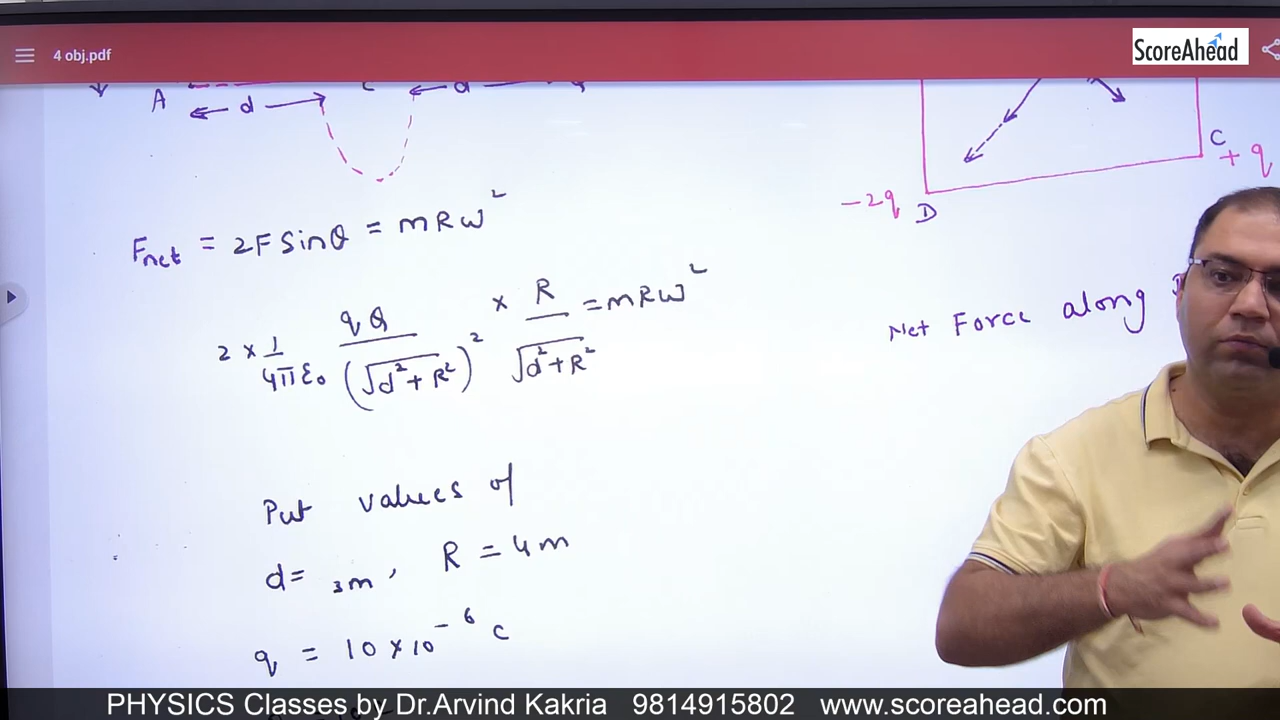 4 obj.pdf
ScoreAhead
A
d
C
+ q
-2q
D
Fnet = 2F Sinθ = mRω²
2 × 1/4πε₀ qQ/(√d²+R²)² × R/√d²+R² = mRω²
Net Force along
Put values of
d= 3m, R = 4m
q = 10×10⁻⁶ C
PHYSICS Classes by Dr.Arvind Kakria 9814915802 www.scoreahead.com